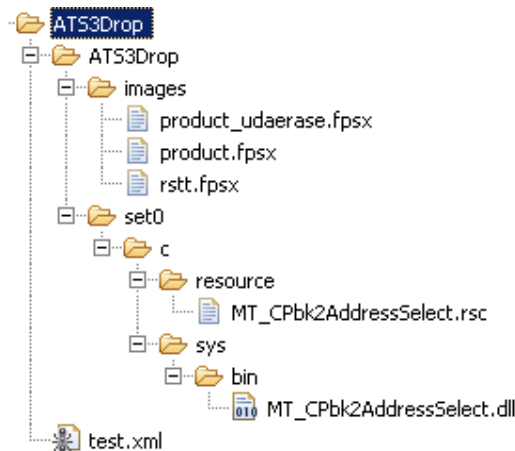 ATS3Drop
ATS3Drop
images
product_udaerase.fpsx
product.fpsx
rstt.fpsx
set0
c
resource
MT_CPbk2AddressSelect.rsc
sys
bin
010 MT_CPbk2AddressSelect.dll
test.xml